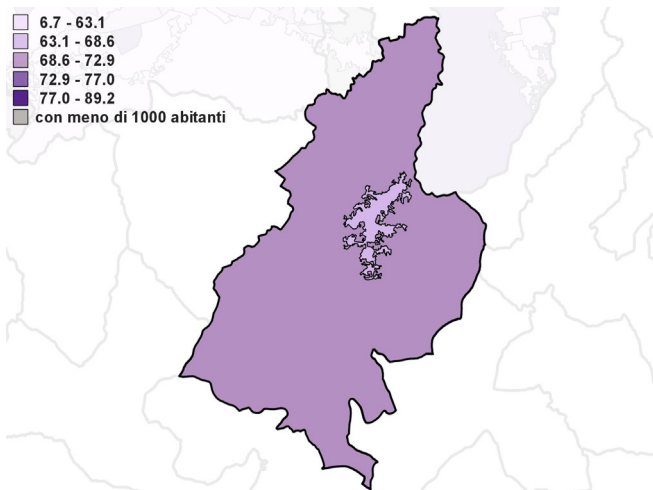 6.7 - 63.1
63.1 - 68.6
68.6 - 72.9
72.9 - 77.0
77.0 - 89.2
con meno di 1000 abitanti